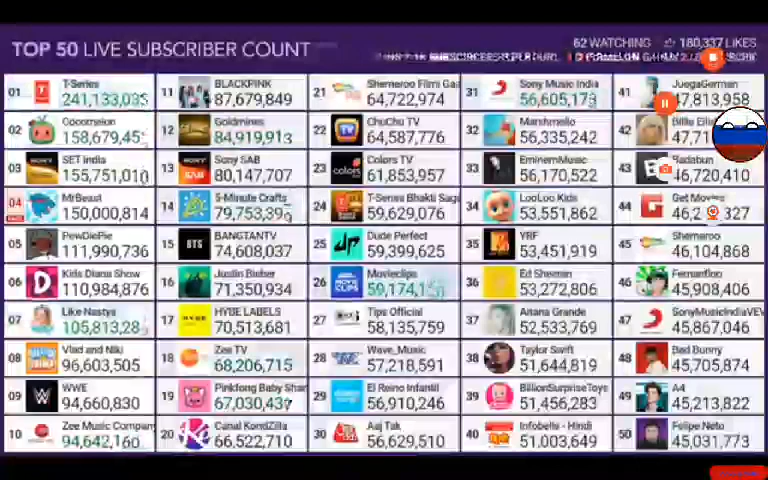 TOP 50 LIVE SUBSCRIBER COUNT
62 WATCHING 180,337 LIKES
01 T-Series
241,133,035
02 Cocomelon
158,679,45
03 SET India
155,751,010
04 MrBeast
150,000,814
05 PewDiePie
111,990,736
06 Kids Diana Show
110,984,876
07 Like Nastya
105,813,28
08 Vlad and Niki
96,603,505
09 WWE
94,660,830
10 Zee Music Company
94,642,160
11 BLACKPINK
87,679,849
12 Goldmines
84,919,913
13 Sony SAB
80,147,707
14 5-Minute Crafts
79,753,39
15 BANGTANTV
74,608,037
16 Justin Bieber
71,350,934
17 HYBE LABELS
70,513,681
18 Zee TV
68,206,715
19 Pinkfong Baby Shar
67,030,437
20 Canal KondZilla
66,522,710
21 Shemaroo Filmi Gaa
64,722,974
22 ChuChu TV
64,587,776
23 Colors TV
61,853,957
24 T-Series Bhakti Saga
59,629,076
25 Dude Perfect
59,399,625
26 Movieclips
59,174,1
27 Tips Official
58,135,759
28 Wave_Music
57,218,591
29 El Reino Infantil
56,910,246
30 Aaj Tak
56,629,510
31 Sony Music India
56,605,173
32 Marshmello
56,335,242
33 EminemMusic
56,170,522
34 LooLoo Kids
53,551,862
35 YRF
53,451,919
36 Ed Sheeran
53,272,806
37 Ariana Grande
52,533,769
38 Taylor Swift
51,644,819
39 BillionSurpriseToys
51,456,283
40 Infobells - Hindi
51,003,649
41 JuegaGerman
47,813,958
42 Billie Eilis
47,71
43 Badabun
46,720,410
44 Get Movies
46,2 327
45 Shemaroo
46,104,868
46 Fernanfloo
45,908,406
47 SonyMusicIndiaVEV
45,867,046
48 Bad Bunny
45,705,874
49 A4
45,213,822
50 Felipe Neto
45,031,773